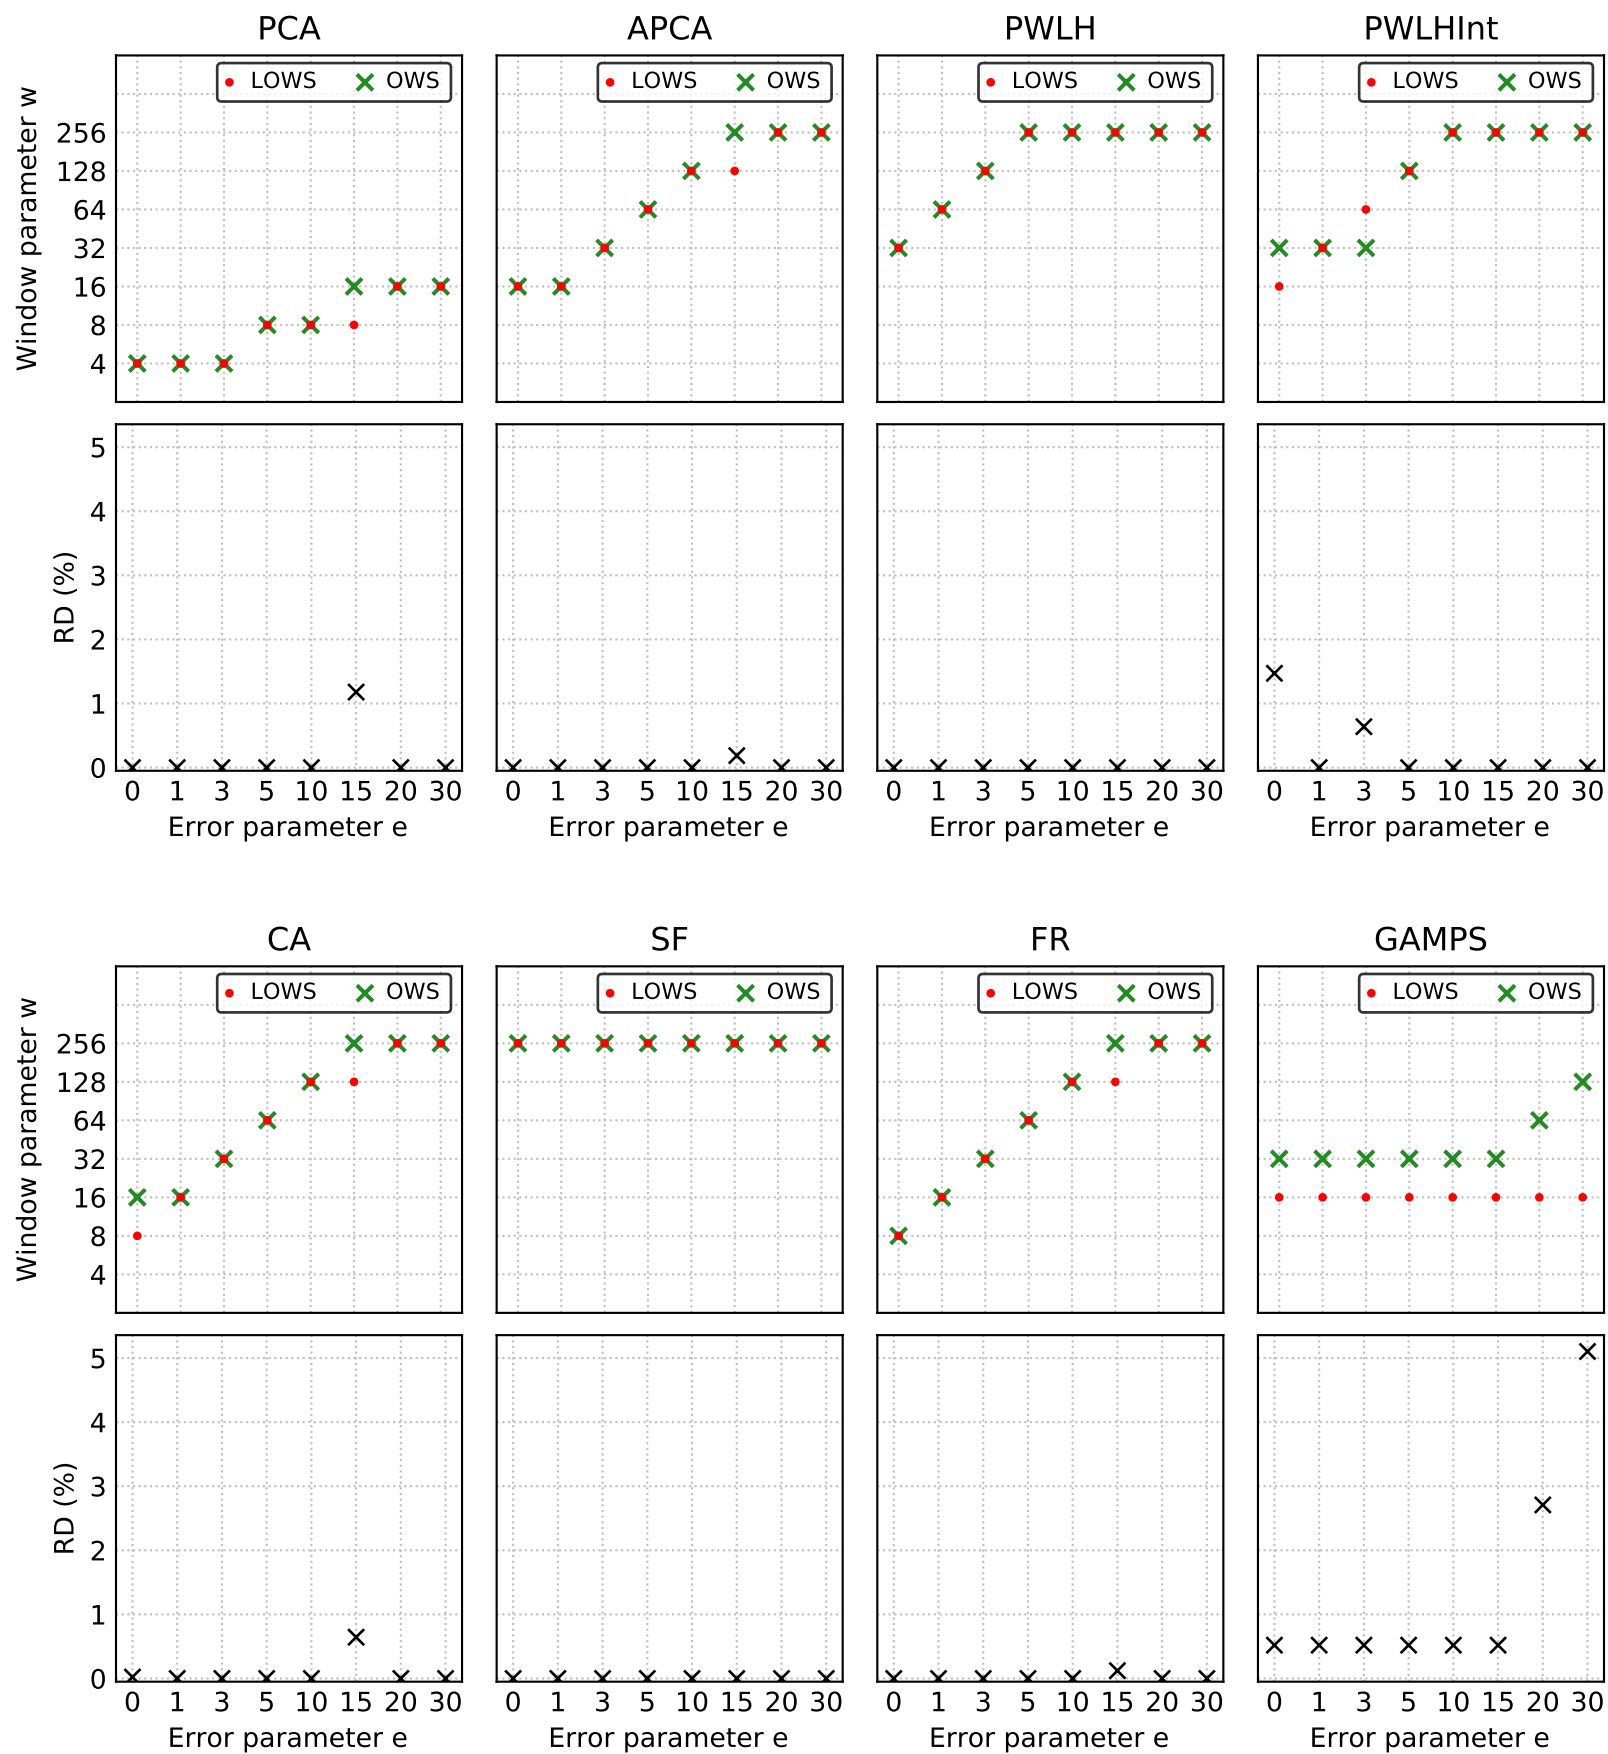 PCA APCA PWLH PWLHInt
Window parameter w
LOWS OWS LOWS OWS LOWS OWS LOWS OWS
256
128
64
32
16
8
4
RD (%)
5
4
3
2
1
0
0 1 3 5 10 15 20 30 0 1 3 5 10 15 20 30 0 1 3 5 10 15 20 30 0 1 3 5 10 15 20 30
Error parameter e Error parameter e Error parameter e Error parameter e
CA SF FR GAMPS
Window parameter w
LOWS OWS LOWS OWS LOWS OWS LOWS OWS
256
128
64
32
16
8
4
RD (%)
5
4
3
2
1
0
0 1 3 5 10 15 20 30 0 1 3 5 10 15 20 30 0 1 3 5 10 15 20 30 0 1 3 5 10 15 20 30
Error parameter e Error parameter e Error parameter e Error parameter e